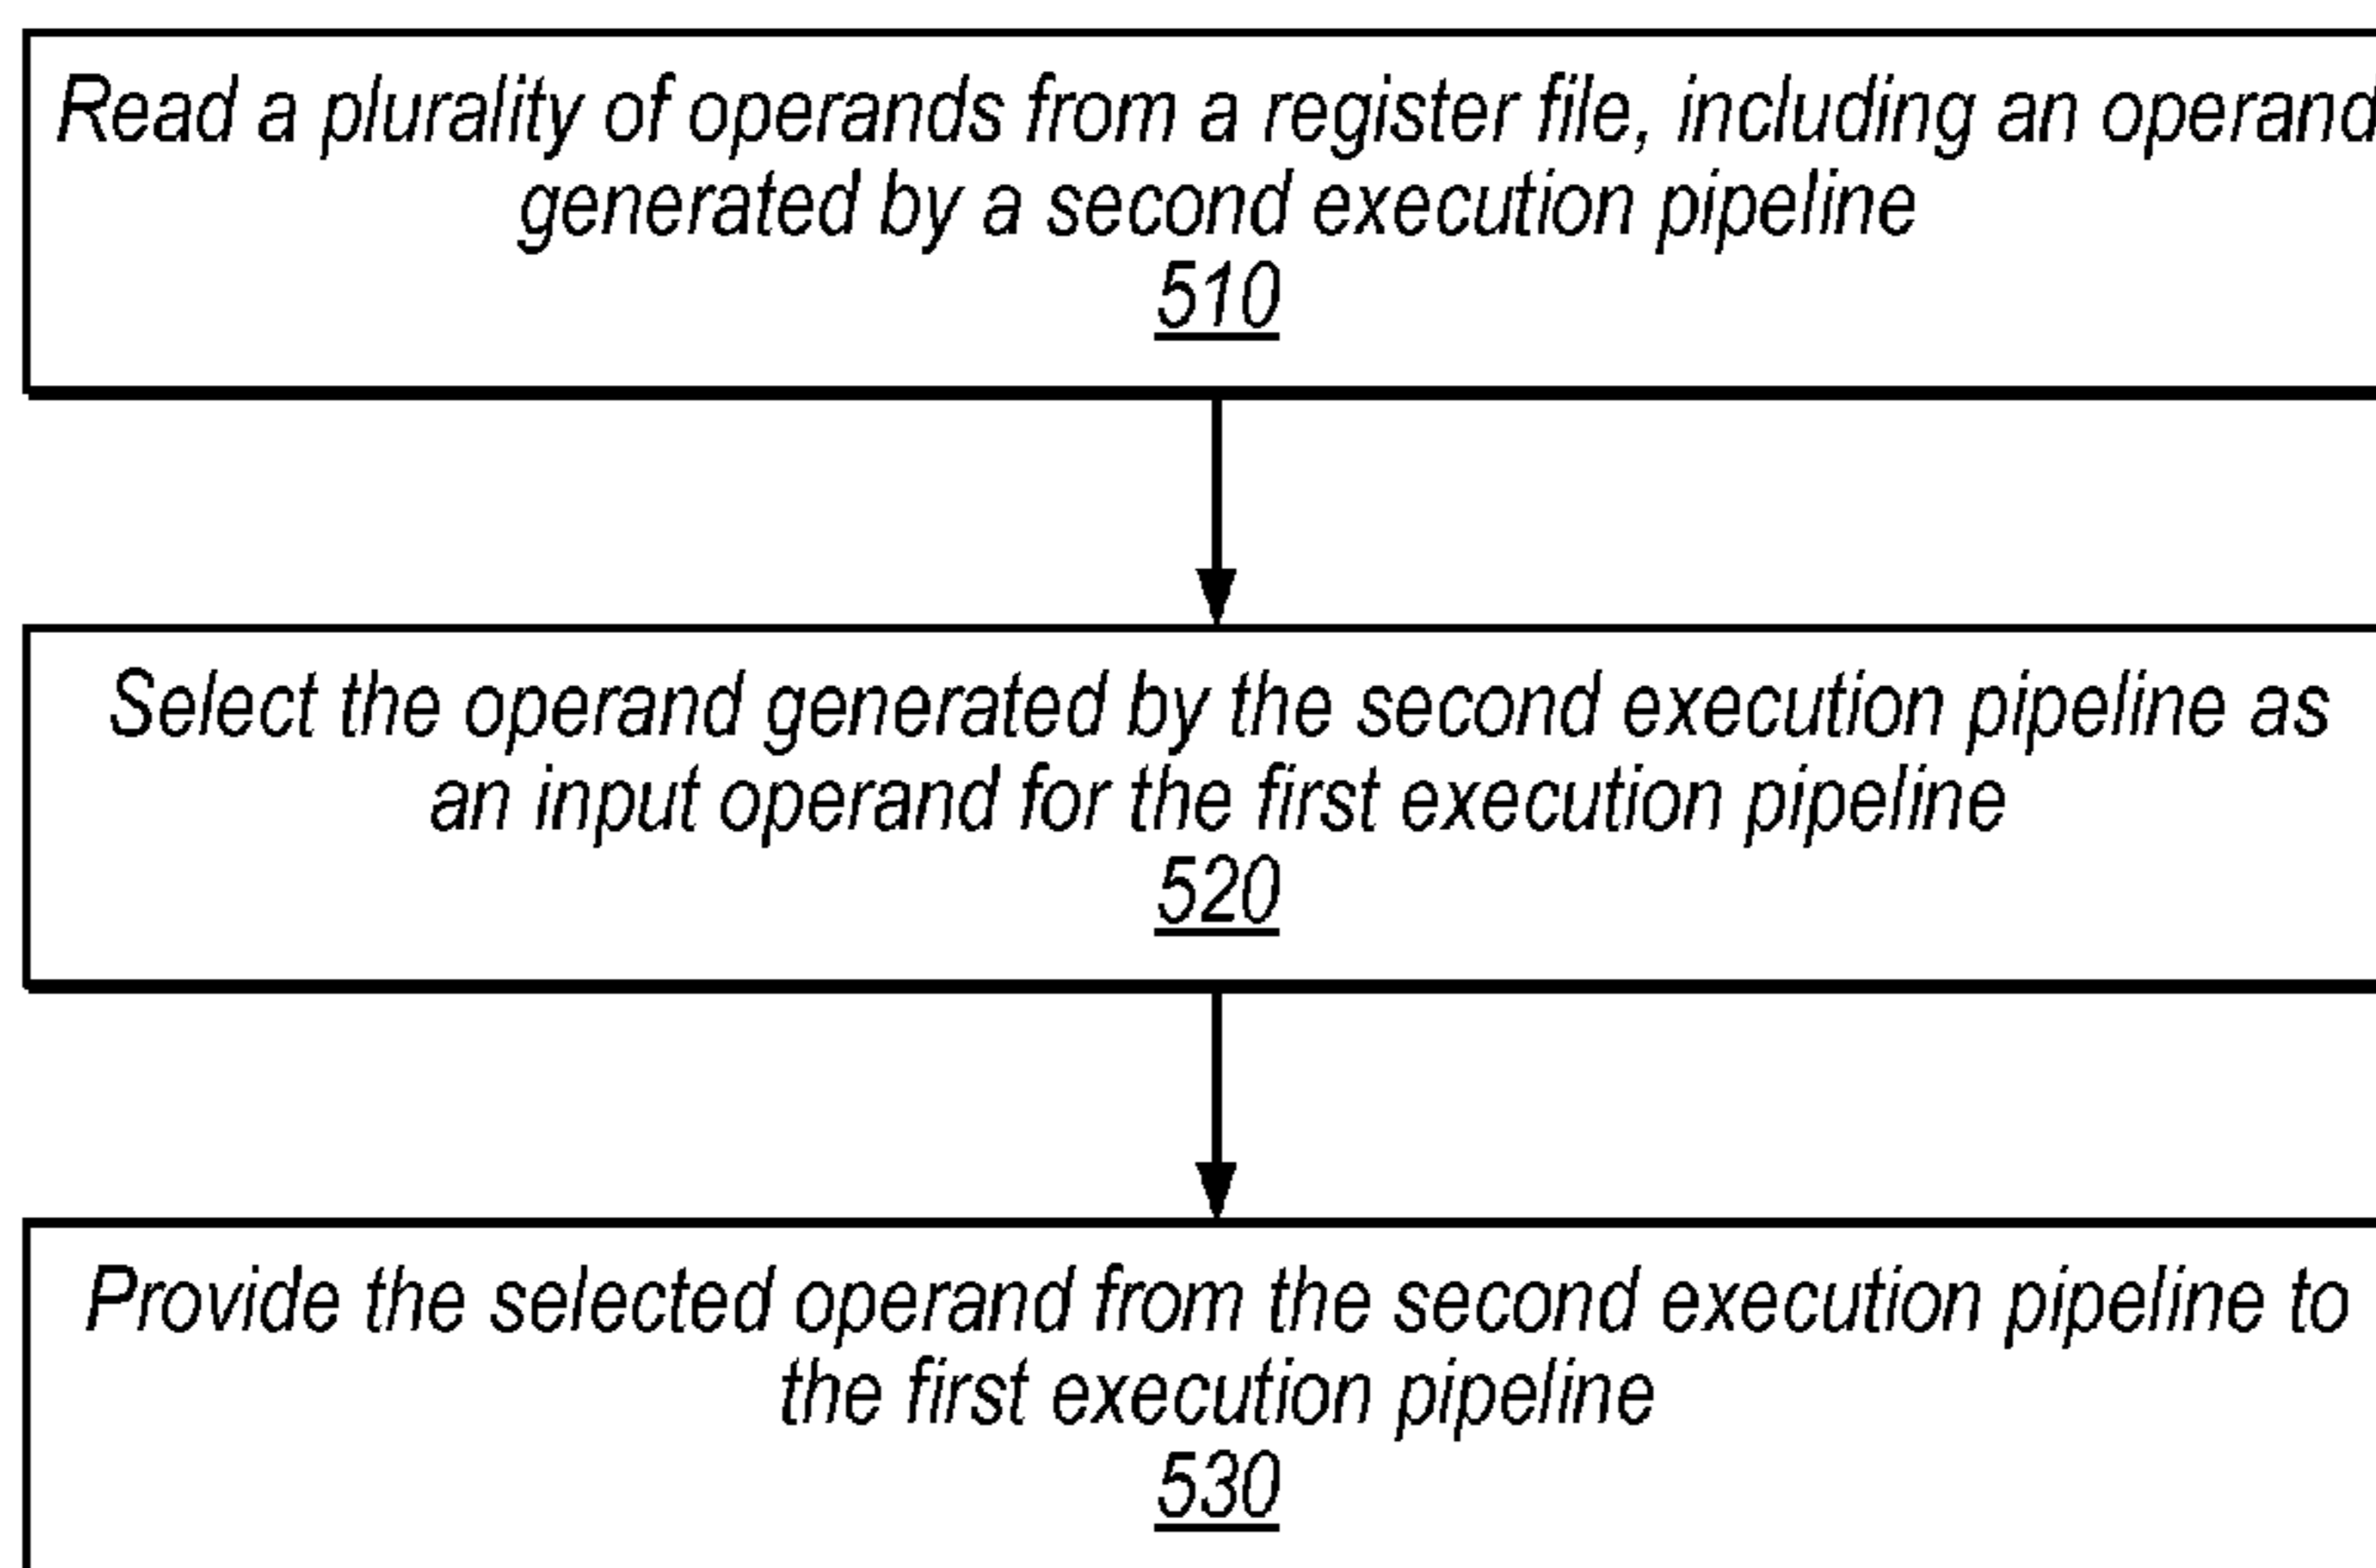 Read a plurality of operands from a register file, including an operand
generated by a second execution pipeline
510
Select the operand generated by the second execution pipeline as
an input operand for the first execution pipeline
520
Provide the selected operand from the second execution pipeline to
the first execution pipeline
530